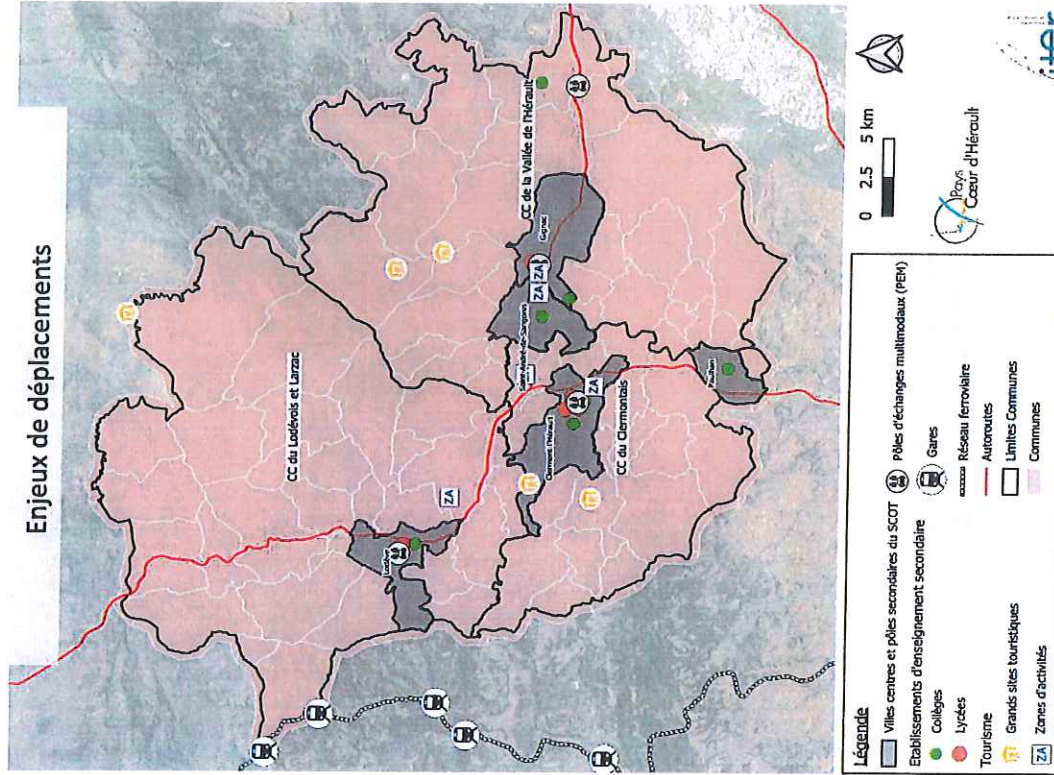 Enjeux de déplacements
CC du Lodévois et Larzac
CC de la Vallée de l'Hérault
Lodève
ZA
Saint-André-de-Sangonis
Gignac
ZA ZA
Clermont l'Hérault
ZA
CC du Clermontais
Paulhan
Légende
Villes centres et pôles secondaires du SCOT
Etablissements d'enseignement secondaire
Collèges
Lycées
Tourisme
Grands sites touristiques
ZA Zones d'activités
Pôles d'échanges multimodaux (PEM)
Gares
Réseau ferroviaire
Autoroutes
Limites Communes
Communes
0 2.5 5 km
Pays
Cœur d'Hérault